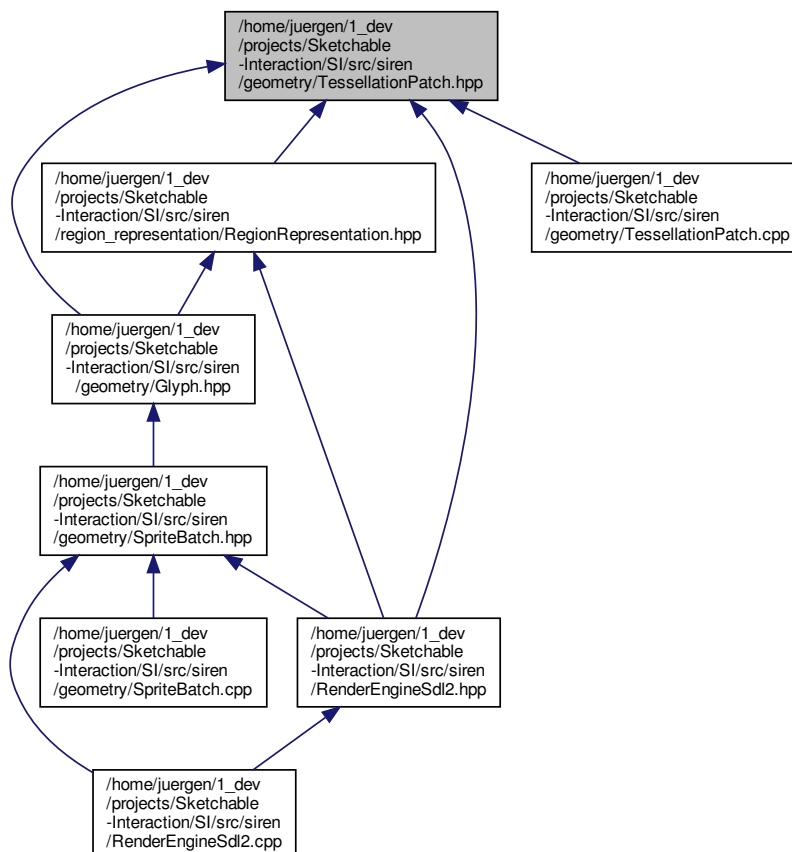 /home/juergen/1_dev
/projects/Sketchable
-Interaction/SI/src/siren
/geometry/TessellationPatch.hpp
/home/juergen/1_dev
/projects/Sketchable
-Interaction/SI/src/siren
/region_representation/RegionRepresentation.hpp
/home/juergen/1_dev
/projects/Sketchable
-Interaction/SI/src/siren
/geometry/TessellationPatch.cpp
/home/juergen/1_dev
/projects/Sketchable
-Interaction/SI/src/siren
/geometry/Glyph.hpp
/home/juergen/1_dev
/projects/Sketchable
-Interaction/SI/src/siren
/geometry/SpriteBatch.hpp
/home/juergen/1_dev
/projects/Sketchable
-Interaction/SI/src/siren
/geometry/SpriteBatch.cpp
/home/juergen/1_dev
/projects/Sketchable
-Interaction/SI/src/siren
/RenderEngineSdl2.hpp
/home/juergen/1_dev
/projects/Sketchable
-Interaction/SI/src/siren
/RenderEngineSdl2.cpp